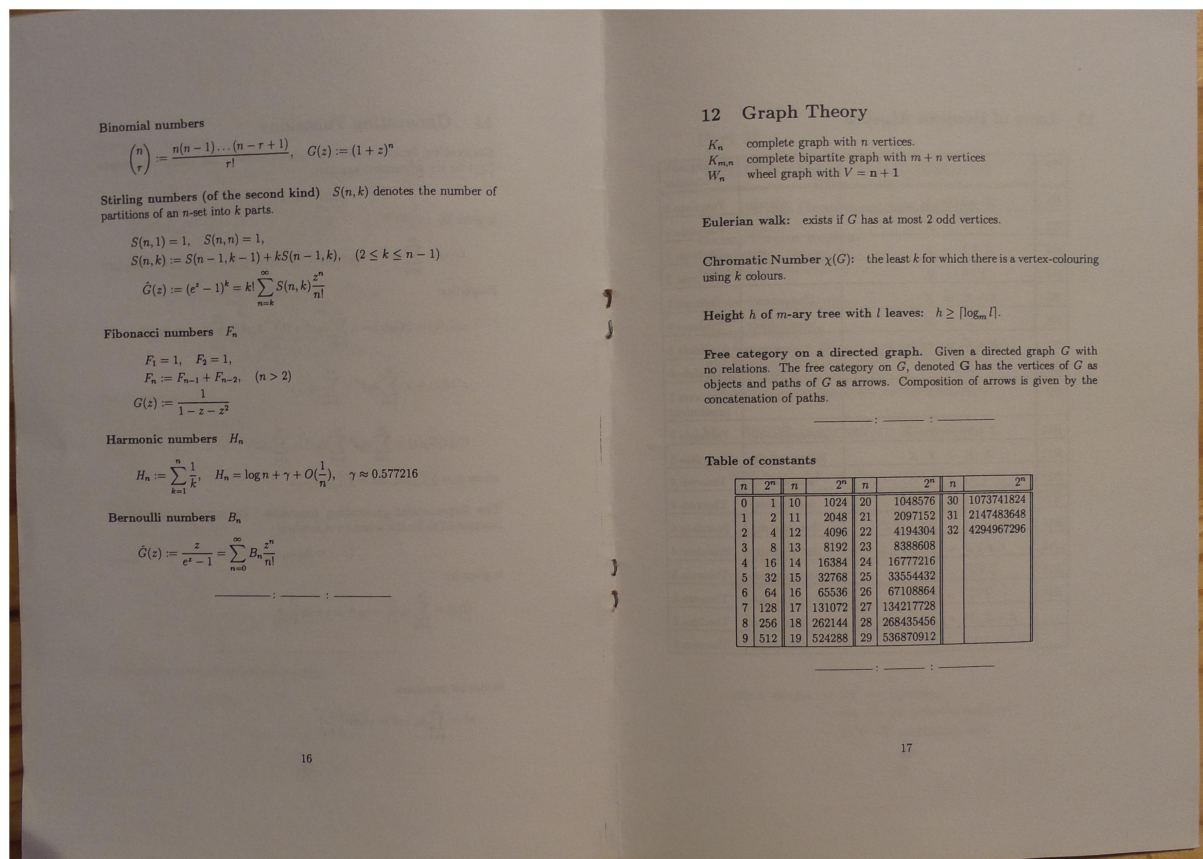 Binomial numbers
(n r) := n(n − 1)...(n − r + 1) / r!, G(z) := (1 + z)^n
Stirling numbers (of the second kind) S(n, k) denotes the number of
partitions of an n-set into k parts.
S(n, 1) = 1, S(n, n) = 1,
S(n, k) := S(n − 1, k − 1) + kS(n − 1, k), (2 ≤ k ≤ n − 1)
Ĝ(z) := (e^z − 1)^k = k! ∑_{n=k}^{∞} S(n, k) z^n / n!
Fibonacci numbers F_n
F_1 = 1, F_2 = 1,
F_n := F_{n−1} + F_{n−2}, (n > 2)
G(z) := 1 / (1 − z − z^2)
Harmonic numbers H_n
H_n := ∑_{k=1}^{n} 1/k, H_n = log n + γ + O(1/n), γ ≈ 0.577216
Bernoulli numbers B_n
Ĝ(z) := z / (e^z − 1) = ∑_{n=0}^{∞} B_n z^n / n!
16
12 Graph Theory
K_n complete graph with n vertices.
K_{m,n} complete bipartite graph with m + n vertices
W_n wheel graph with V = n + 1
Eulerian walk: exists if G has at most 2 odd vertices.
Chromatic Number χ(G): the least k for which there is a vertex-colouring
using k colours.
Height h of m-ary tree with l leaves: h ≥ ⌈log_m l⌉.
Free category on a directed graph. Given a directed graph G with
no relations. The free category on G, denoted G has the vertices of G as
objects and paths of G as arrows. Composition of arrows is given by the
concatenation of paths.
Table of constants
n 2^n n 2^n n 2^n n 2^n
0 1 10 1024 20 1048576 30 1073741824
1 2 11 2048 21 2097152 31 2147483648
2 4 12 4096 22 4194304 32 4294967296
3 8 13 8192 23 8388608
4 16 14 16384 24 16777216
5 32 15 32768 25 33554432
6 64 16 65536 26 67108864
7 128 17 131072 27 134217728
8 256 18 262144 28 268435456
9 512 19 524288 29 536870912
17